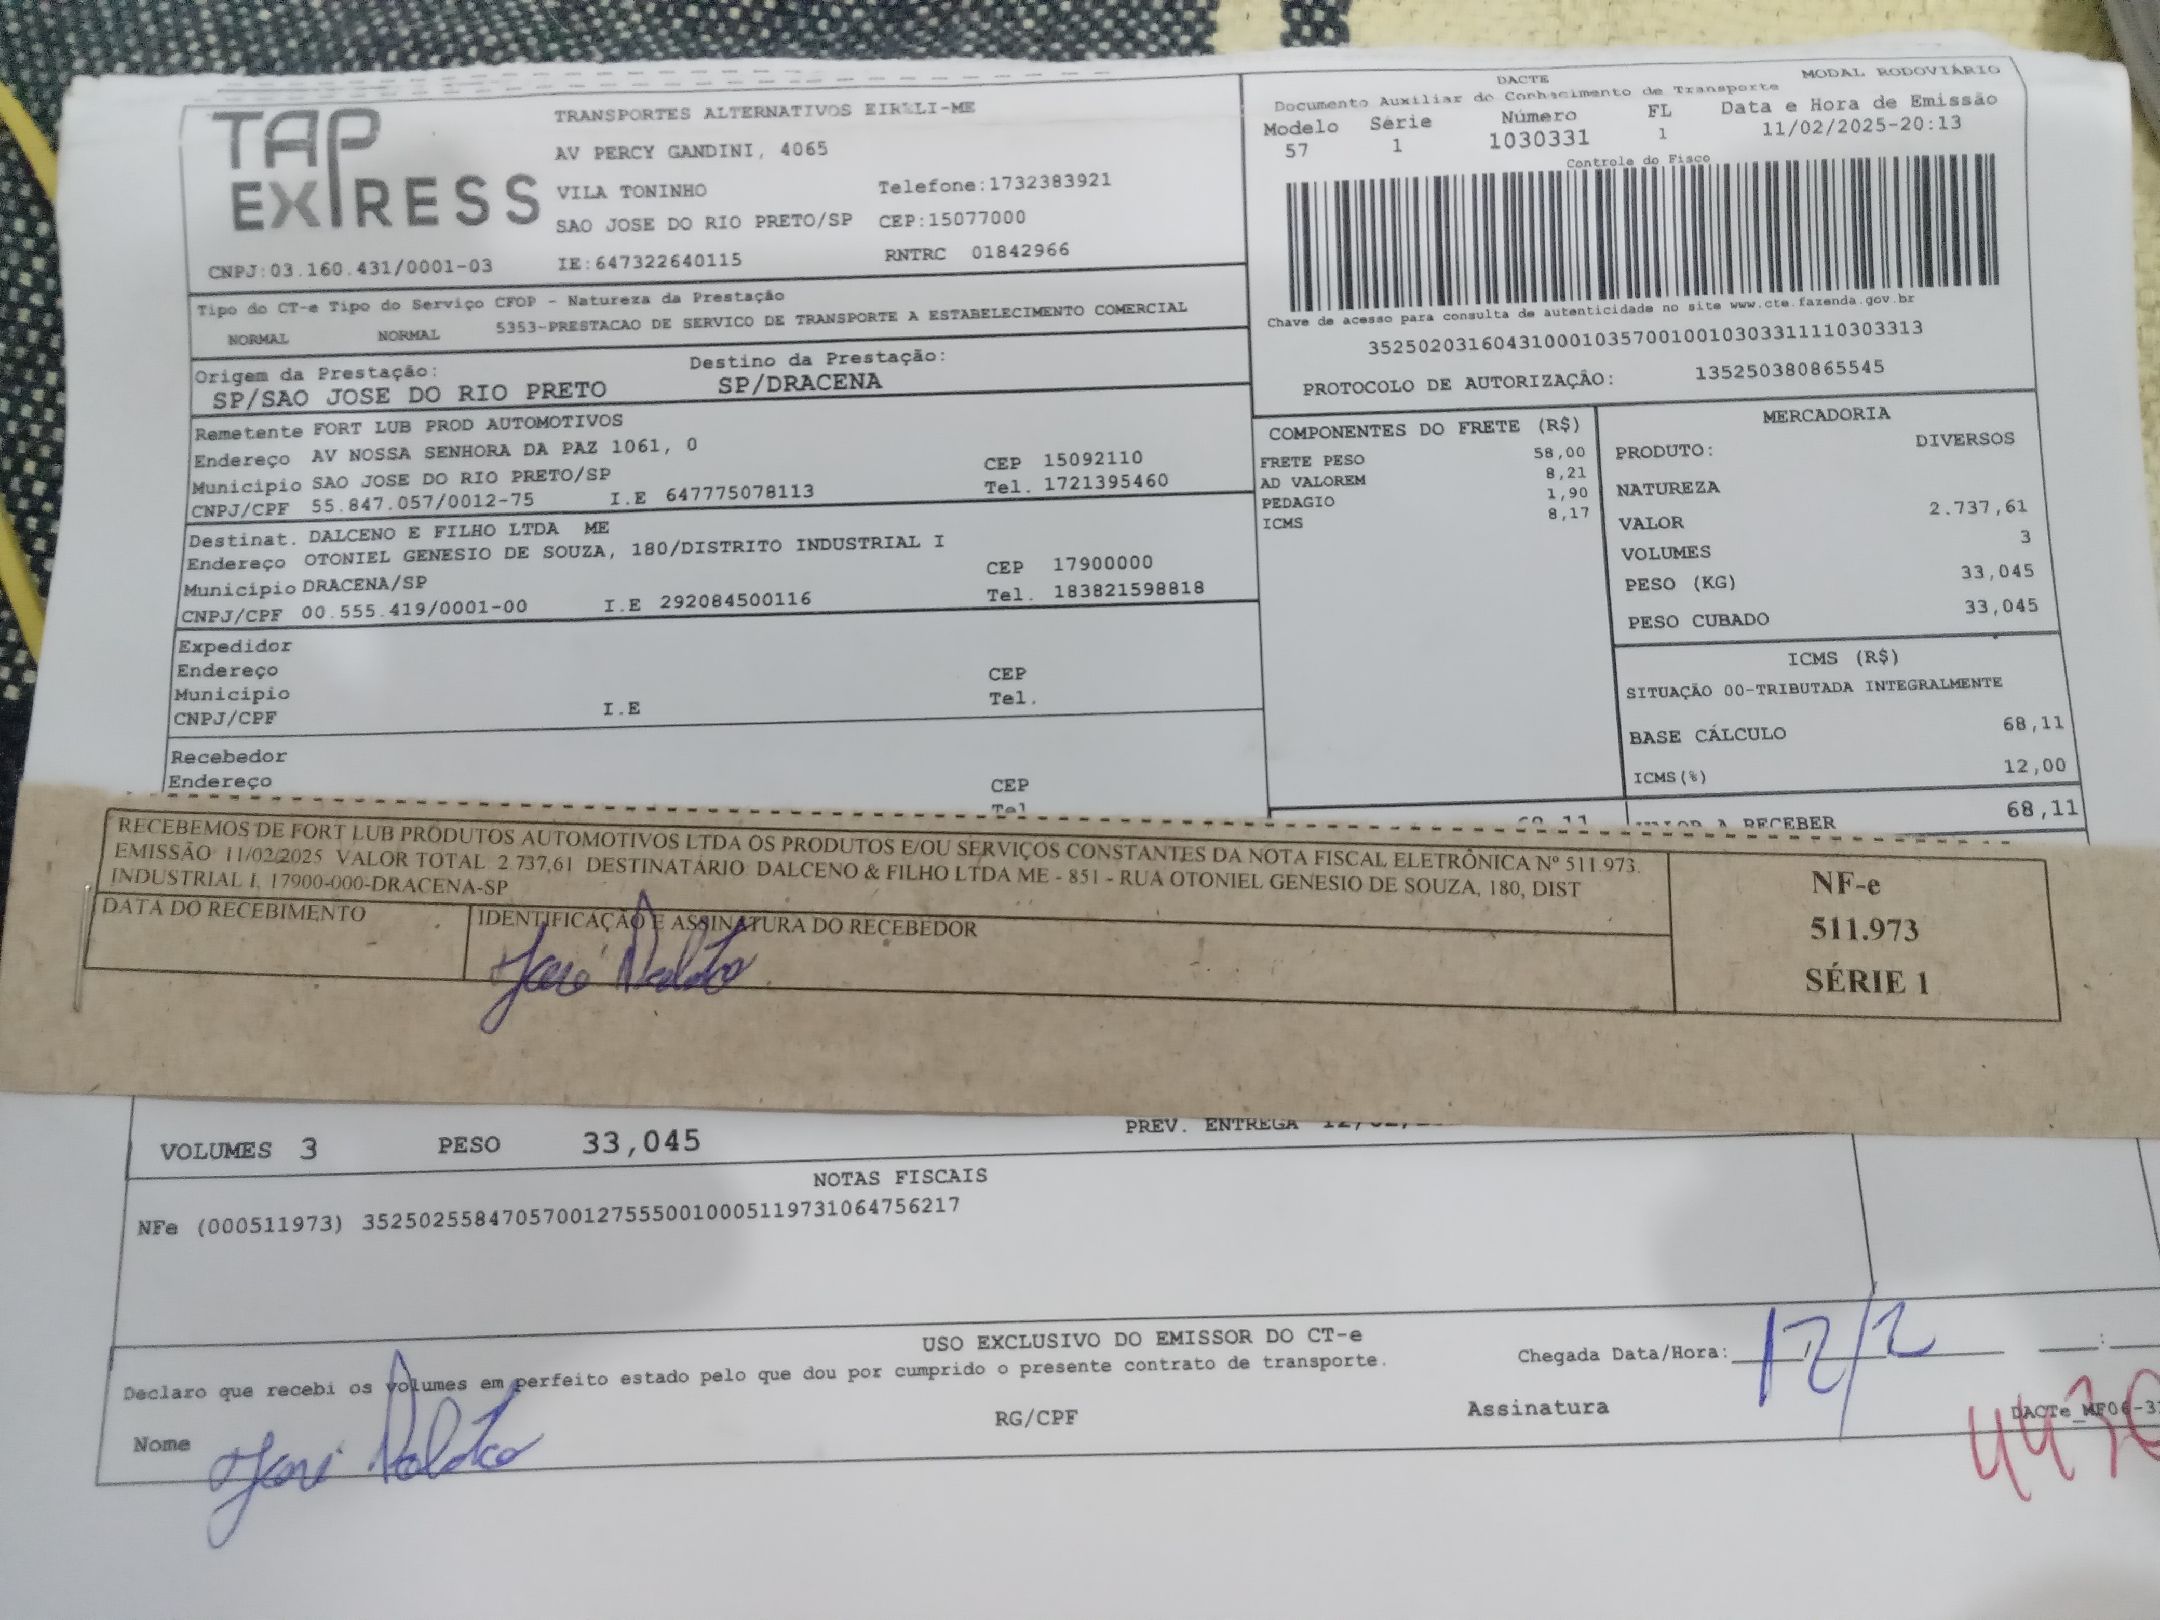 TAP EXPRESS
TRANSPORTES ALTERNATIVOS EIRELI-ME
AV PERCY GANDINI, 4065
VILA TONINHO Telefone:1732383921
SAO JOSE DO RIO PRETO/SP CEP:15077000
CNPJ:03.160.431/0001-03 IE:647322640115 RNTRC 01842966
DACTE MODAL RODOVIÁRIO
Documento Auxiliar do Conhecimento de Transporte
Modelo Série Número FL Data e Hora de Emissão
57 1 1030331 1 11/02/2025-20:13
Controle do Fisco
Chave de acesso para consulta de autenticidade no site www.cte.fazenda.gov.br
35250203160431000103570010010303311110303313
PROTOCOLO DE AUTORIZAÇÃO: 135250380865545
Tipo do CT-e Tipo do Serviço CFOP - Natureza da Prestação
NORMAL NORMAL 5353-PRESTACAO DE SERVICO DE TRANSPORTE A ESTABELECIMENTO COMERCIAL
Origem da Prestação: Destino da Prestação:
SP/SAO JOSE DO RIO PRETO SP/DRACENA
Remetente FORT LUB PROD AUTOMOTIVOS
Endereço AV NOSSA SENHORA DA PAZ 1061, 0
Municipio SAO JOSE DO RIO PRETO/SP CEP 15092110
CNPJ/CPF 55.847.057/0012-75 I.E 647775078113 Tel. 1721395460
Destinat. DALCENO E FILHO LTDA ME
Endereço OTONIEL GENESIO DE SOUZA, 180/DISTRITO INDUSTRIAL I
Municipio DRACENA/SP CEP 17900000
CNPJ/CPF 00.555.419/0001-00 I.E 292084500116 Tel. 183821598818
Expedidor
Endereço CEP
Municipio Tel.
CNPJ/CPF I.E
Recebedor
Endereço CEP
Tel
COMPONENTES DO FRETE (R$)
FRETE PESO 58,00
AD VALOREM 8,21
PEDAGIO 1,90
ICMS 8,17
MERCADORIA
PRODUTO: DIVERSOS
NATUREZA
VALOR 2.737,61
VOLUMES 3
PESO (KG) 33,045
PESO CUBADO 33,045
ICMS (R$)
SITUAÇÃO 00-TRIBUTADA INTEGRALMENTE
BASE CÁLCULO 68,11
ICMS(%) 12,00
68,11 VALOR A RECEBER 68,11
RECEBEMOS DE FORT LUB PRODUTOS AUTOMOTIVOS LTDA OS PRODUTOS E/OU SERVIÇOS CONSTANTES DA NOTA FISCAL ELETRÔNICA Nº 511.973.
EMISSÃO 11/02/2025 VALOR TOTAL 2.737,61 DESTINATÁRIO DALCENO & FILHO LTDA ME - 851 - RUA OTONIEL GENESIO DE SOUZA, 180, DIST
INDUSTRIAL I, 17900-000-DRACENA-SP
DATA DO RECEBIMENTO IDENTIFICAÇÃO E ASSINATURA DO RECEBEDOR
NF-e
511.973
SÉRIE 1
VOLUMES 3 PESO 33,045 PREV. ENTREGA 12/02/
NOTAS FISCAIS
NFe (000511973) 35250255847057001275550010005119731064756217
USO EXCLUSIVO DO EMISSOR DO CT-e
Declaro que recebi os volumes em perfeito estado pelo que dou por cumprido o presente contrato de transporte.
Chegada Data/Hora: 12/2 :
Nome RG/CPF Assinatura
DACTe_MF06-3
4430